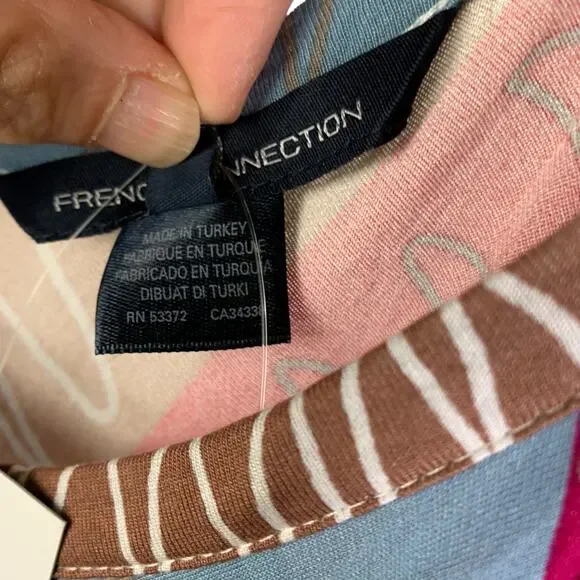 FRENC NNECTION
MADE IN TURKEY
FABRIQUE EN TURQUIE
FABRICADO EN TURQUIA
DIBUAT DI TURKI
RN 53372 CA3433